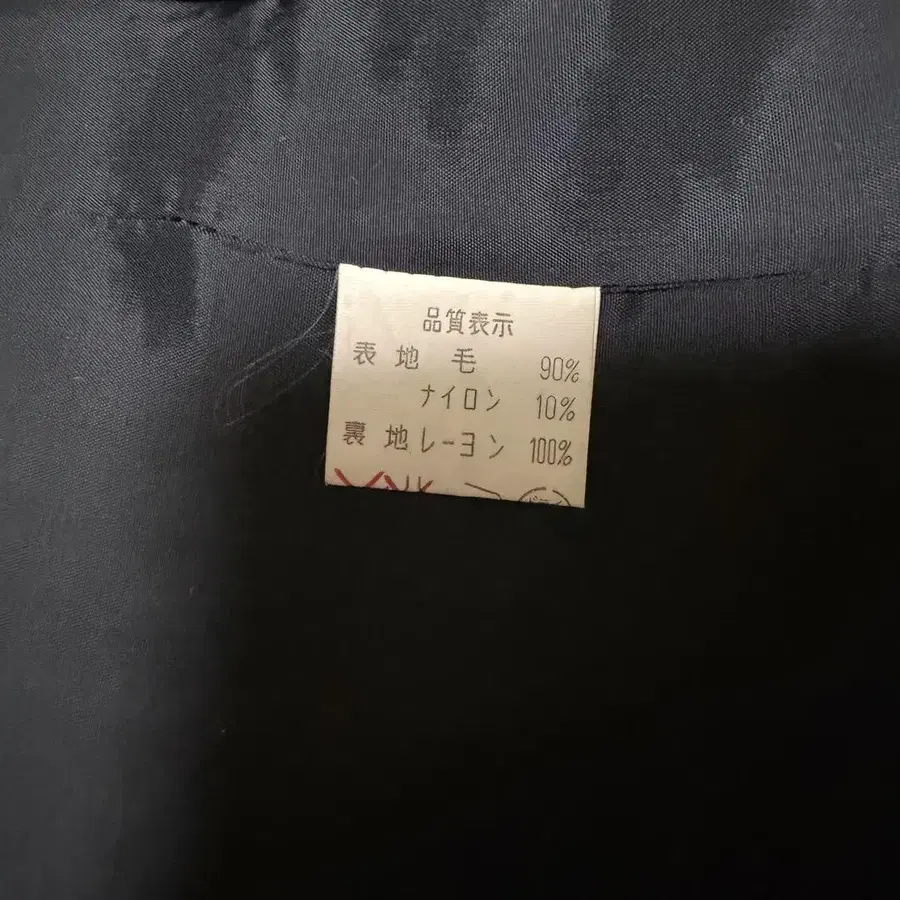 品質表示
表地 毛 90%
ナイロン 10%
裏地レーヨン 100%